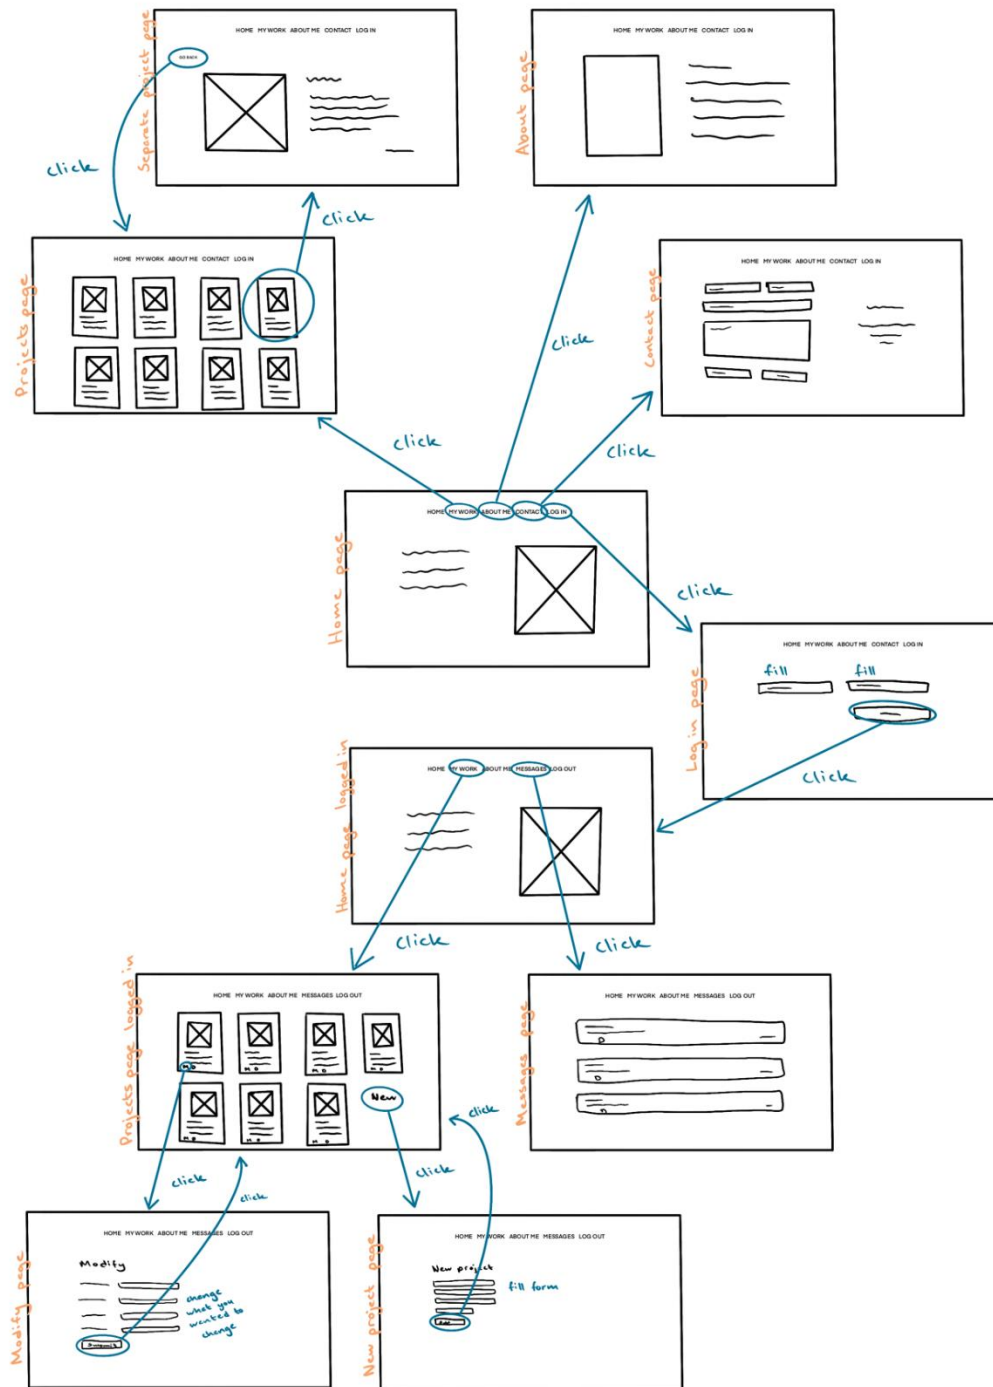 Separate project page
HOME MY WORK ABOUT ME CONTACT LOG IN
GO BACK
click
click
About page
HOME MY WORK ABOUT ME CONTACT LOG IN
Projects page
HOME MY WORK ABOUT ME CONTACT LOG IN
Contact page
HOME MY WORK ABOUT ME CONTACT LOG IN
click
click
click
Home page
HOME MY WORK ABOUT ME CONTACT LOG IN
click
Log in page
HOME MY WORK ABOUT ME CONTACT LOG IN
fill fill
click
Home page logged in
HOME MY WORK ABOUT ME MESSAGES LOG OUT
click
click
Projects page logged in
HOME MY WORK ABOUT ME MESSAGES LOG OUT
M D
M D
M D
M D
M D
M D
M D
New
Messages page
HOME MY WORK ABOUT ME MESSAGES LOG OUT
D
D
D
click
click
click
click
Modify page
HOME MY WORK ABOUT ME MESSAGES LOG OUT
Modify
change
what you
wanted to
change
Submit
New project page
HOME MY WORK ABOUT ME MESSAGES LOG OUT
New project
fill form
Add